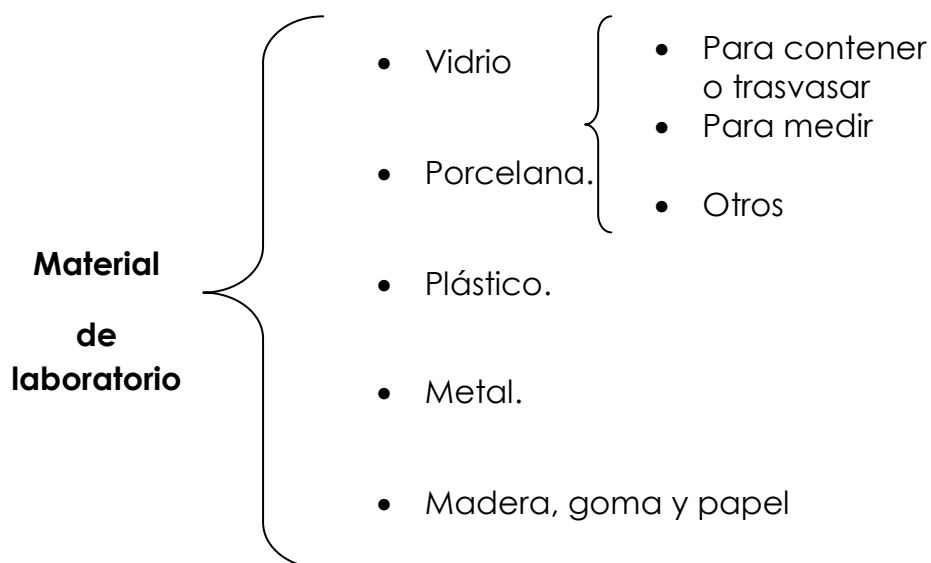 Material
de
laboratorio
• Vidrio
• Porcelana.
• Plástico.
• Metal.
• Madera, goma y papel
• Para contener
o trasvasar
• Para medir
• Otros